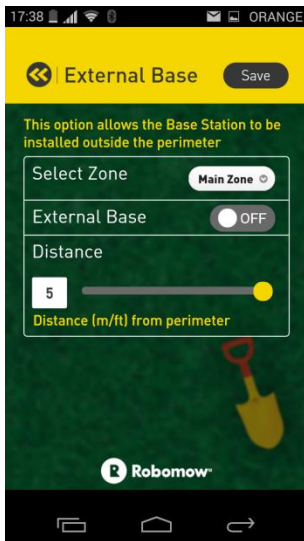 17:38 ORANGE
External Base Save
This option allows the Base Station to be
installed outside the perimeter
Select Zone Main Zone
External Base OFF
Distance
5
Distance (m/ft) from perimeter
R Robomow™